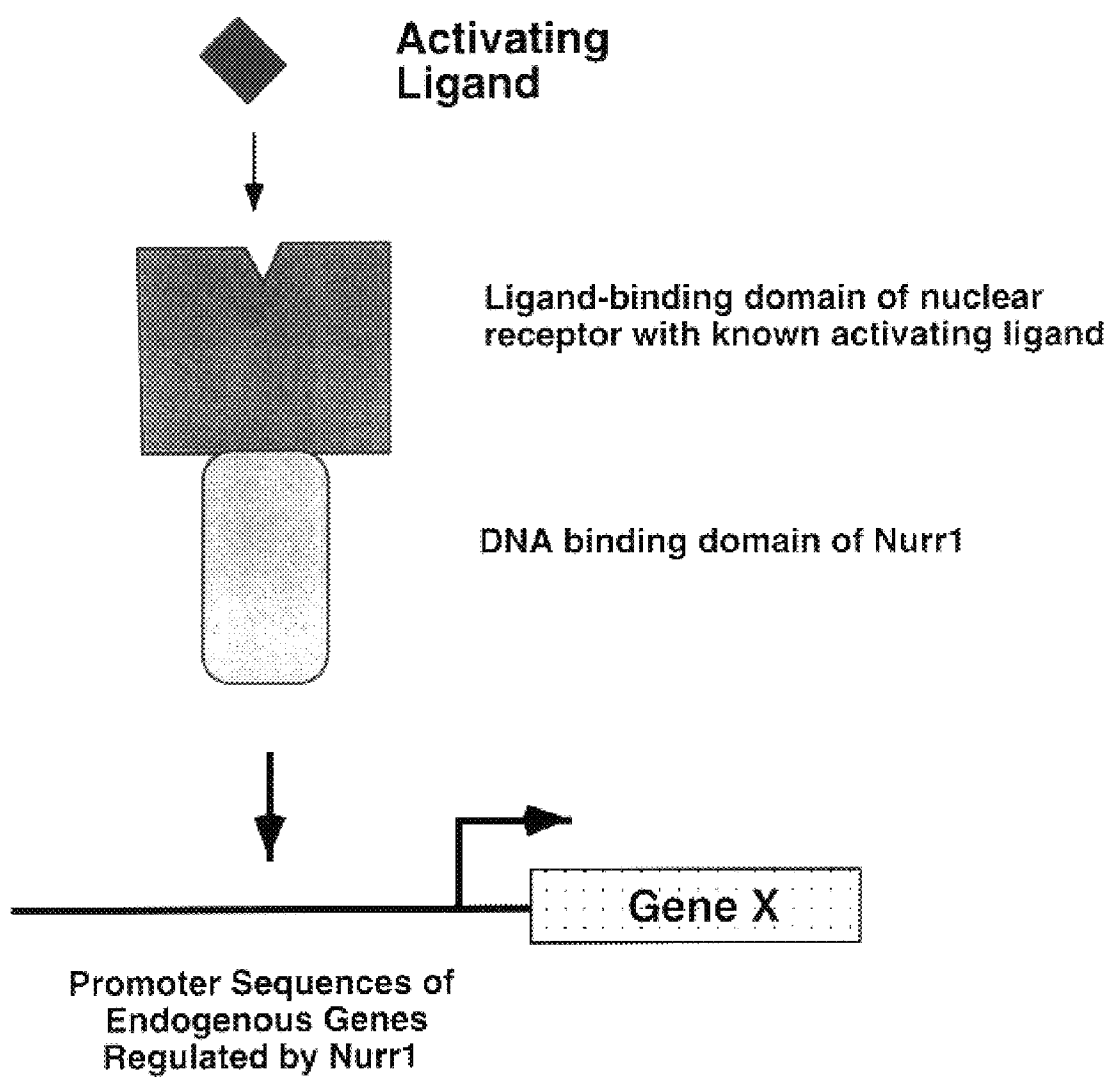 Activating
Ligand
Ligand-binding domain of nuclear
receptor with known activating ligand
DNA binding domain of Nurr1
Gene X
Promoter Sequences of
Endogenous Genes
Regulated by Nurr1